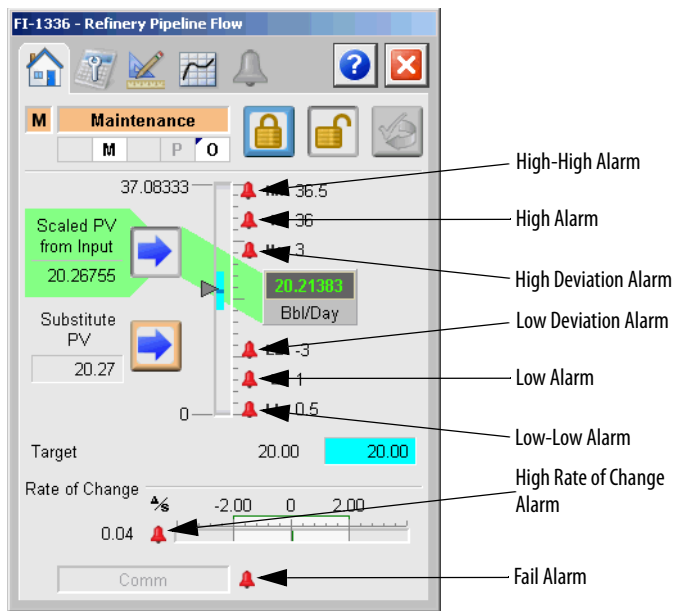 FI-1336 - Refinery Pipeline Flow
?
M Maintenance
M P O
37.08333
36.5
High-High Alarm
36
High Alarm
Scaled PV
from Input
20.26755
3
High Deviation Alarm
20.21383
Bbl/Day
Low Deviation Alarm
Substitute
PV
20.27
-3
1
Low Alarm
0
0.5
Low-Low Alarm
Target 20.00 20.00
Rate of Change
High Rate of Change
Alarm
Δ/s -2.00 0 2.00
0.04
Comm
Fail Alarm